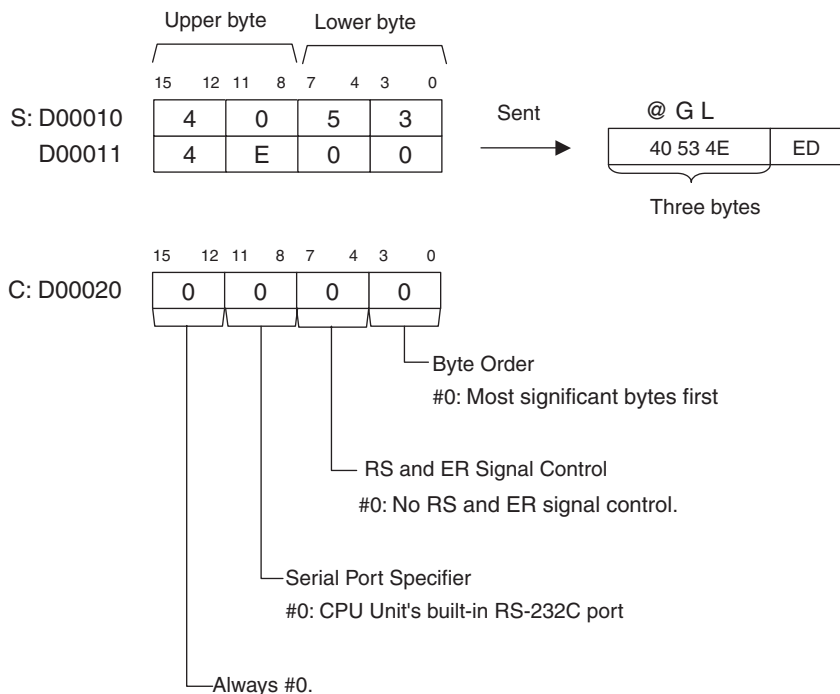 Upper byte Lower byte
15 12 11 8 7 4 3 0
S: D00010 4 0 5 3 Sent @ G L
D00011 4 E 0 0 40 53 4E ED
Three bytes
15 12 11 8 7 4 3 0
C: D00020 0 0 0 0
Byte Order
#0: Most significant bytes first
RS and ER Signal Control
#0: No RS and ER signal control.
Serial Port Specifier
#0: CPU Unit's built-in RS-232C port
Always #0.